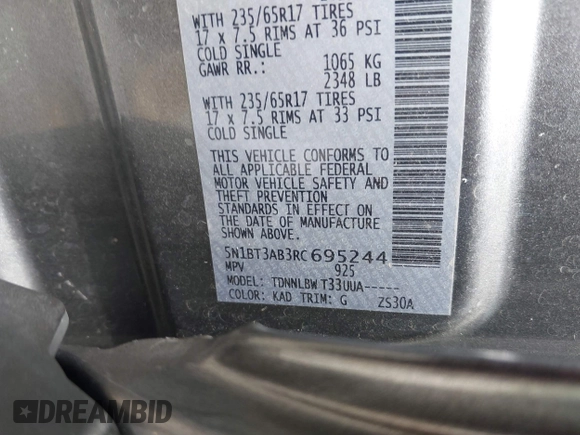 WITH 235/65R17 TIRES
17 x 7.5 RIMS AT 36 PSI
COLD SINGLE
GAWR RR.: 1065 KG
2348 LB
WITH 235/65R17 TIRES
17 x 7.5 RIMS AT 33 PSI
COLD SINGLE
THIS VEHICLE CONFORMS TO
ALL APPLICABLE FEDERAL
MOTOR VEHICLE SAFETY AND
THEFT PREVENTION
STANDARDS IN EFFECT ON
THE DATE OF MANUFACTURE
SHOWN ABOVE.
5N1BT3AB3RC695244
MPV 925
MODEL: TDNNLBW T33UUA-----
COLOR: KAD TRIM: G ZS30A
DREAMBID